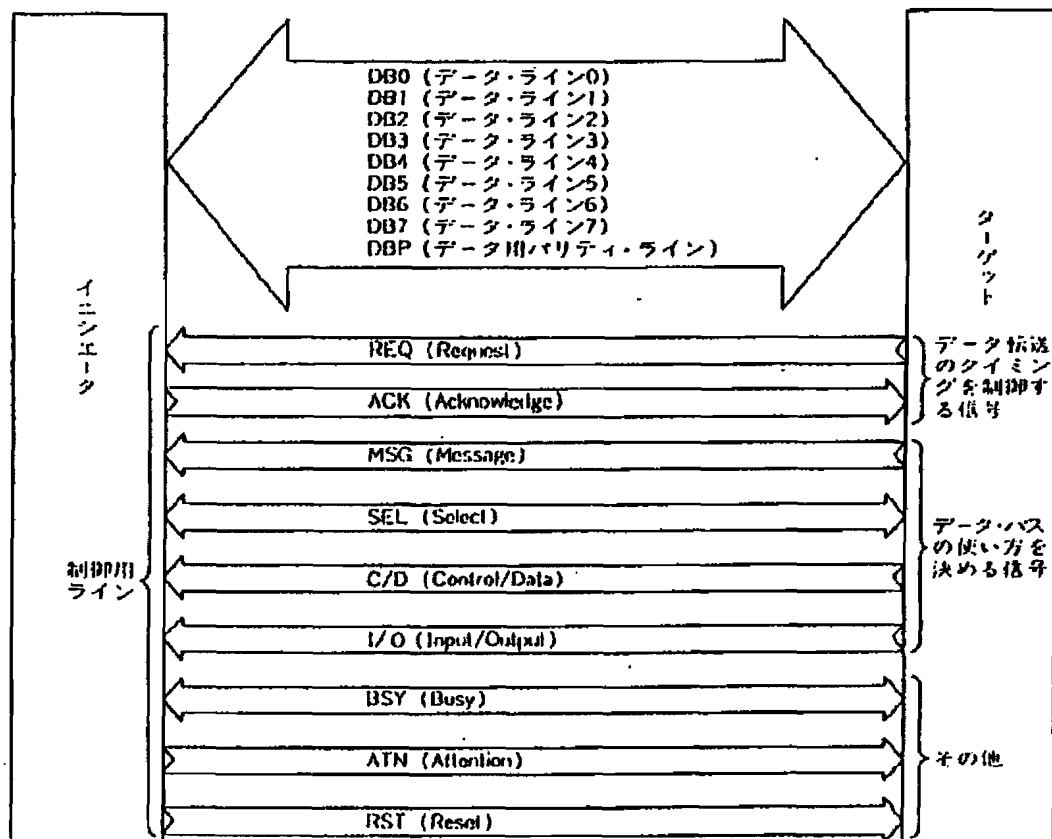 DB0 (データ・ライン0)
DB1 (データ・ライン1)
DB2 (データ・ライン2)
DB3 (データ・ライン3)
DB4 (データ・ライン4)
DB5 (データ・ライン5)
DB6 (データ・ライン6)
DB7 (データ・ライン7)
DBP (データ用パリティ・ライン)
イニシエータ
ターゲット
REQ (Request)
ACK (Acknowledge)
データ転送
のタイミン
グを制御す
る信号
MSG (Message)
SEL (Select)
C/D (Control/Data)
I/O (Input/Output)
データ・バス
の使い方を
決める信号
制御用
ライン
BSY (Busy)
ATN (Attention)
RST (Reset)
その他